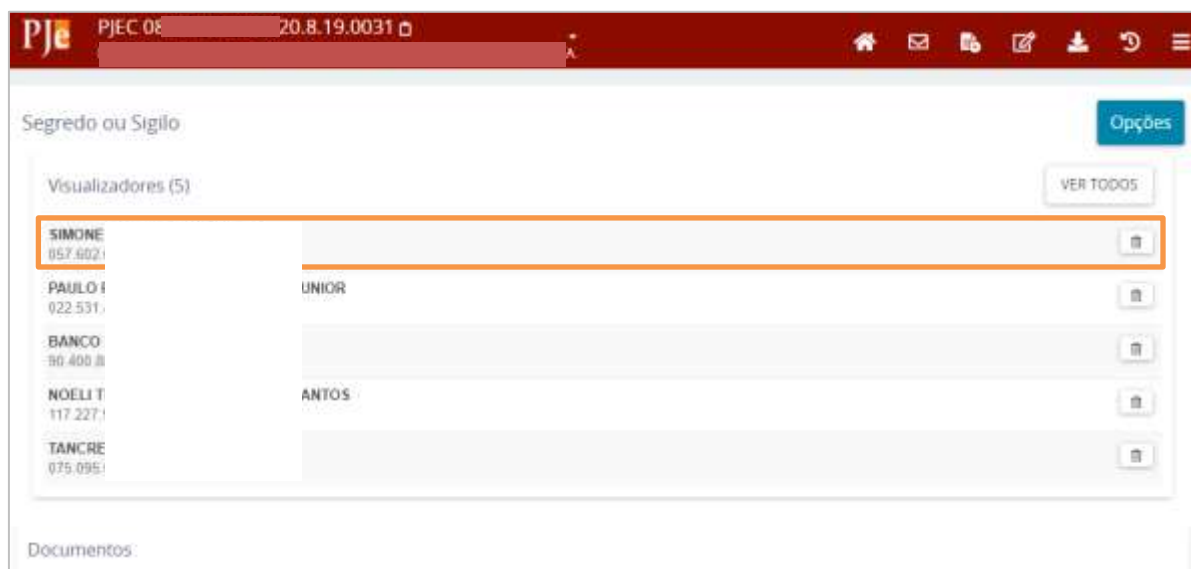 PJe
PJEC 08 20.8.19.0031
Segredo ou Sigilo
Opções
Visualizadores (5)
VER TODOS
SIMONE
057.602.
PAULO UNIOR
022.531.
BANCO
90.400.8
NOELI T ANTOS
117.227.
TANCRE
075.095.
Documentos